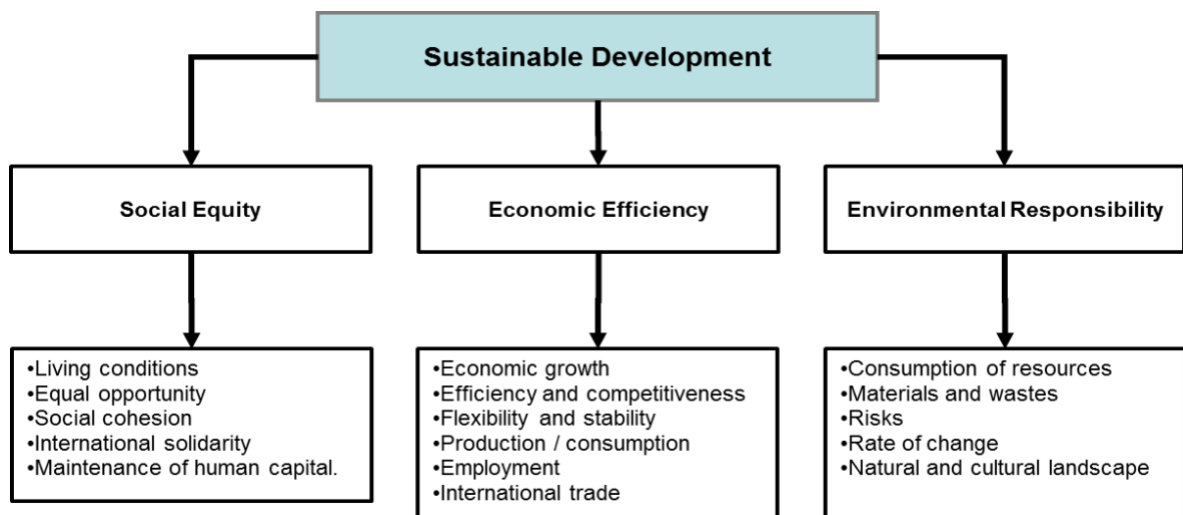 Sustainable Development
Social Equity
Economic Efficiency
Environmental Responsibility
•Living conditions
•Equal opportunity
•Social cohesion
•International solidarity
•Maintenance of human capital.
•Economic growth
•Efficiency and competitiveness
•Flexibility and stability
•Production / consumption
•Employment
•International trade
•Consumption of resources
•Materials and wastes
•Risks
•Rate of change
•Natural and cultural landscape